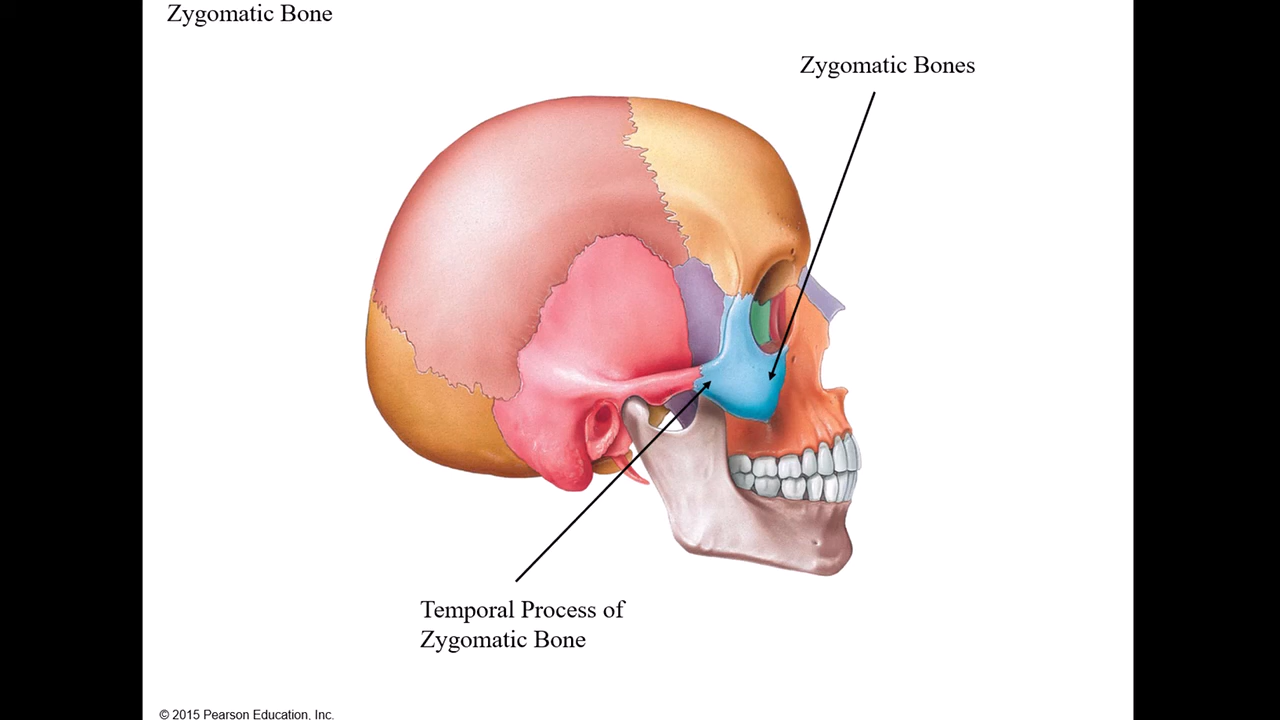 Zygomatic Bone
Zygomatic Bones
Temporal Process of
Zygomatic Bone
© 2015 Pearson Education, Inc.